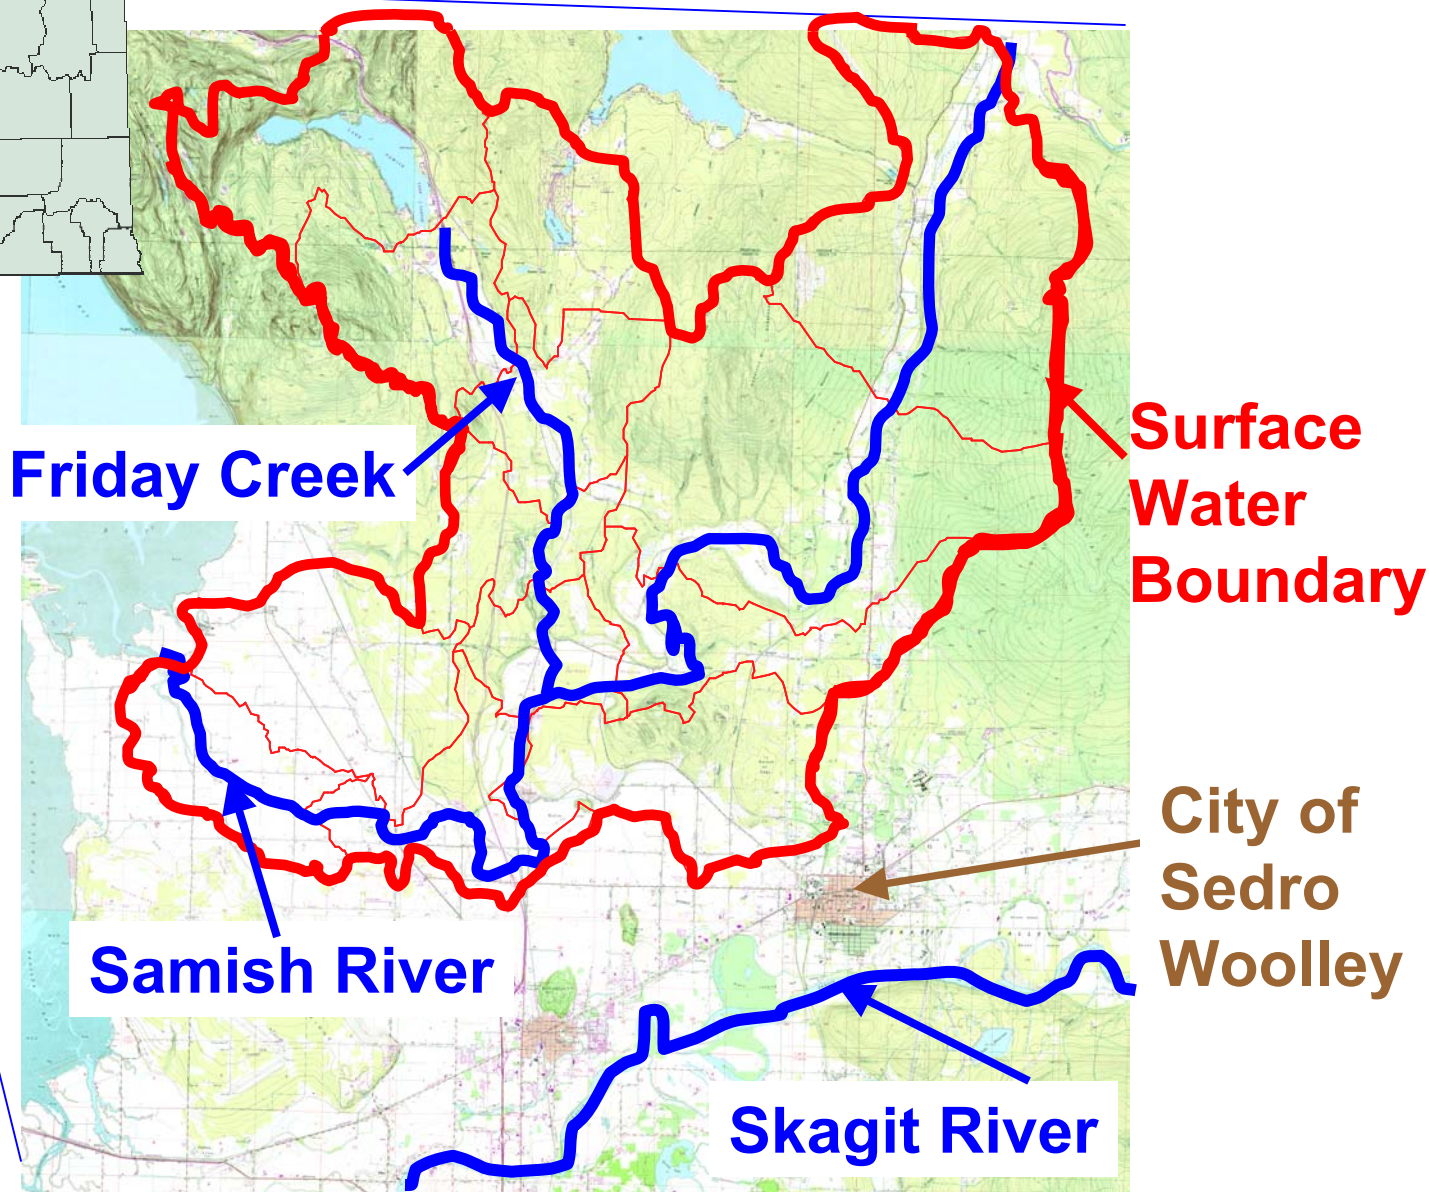 Friday Creek
Surface
Water
Boundary
City of
Sedro
Woolley
Samish River
Skagit River